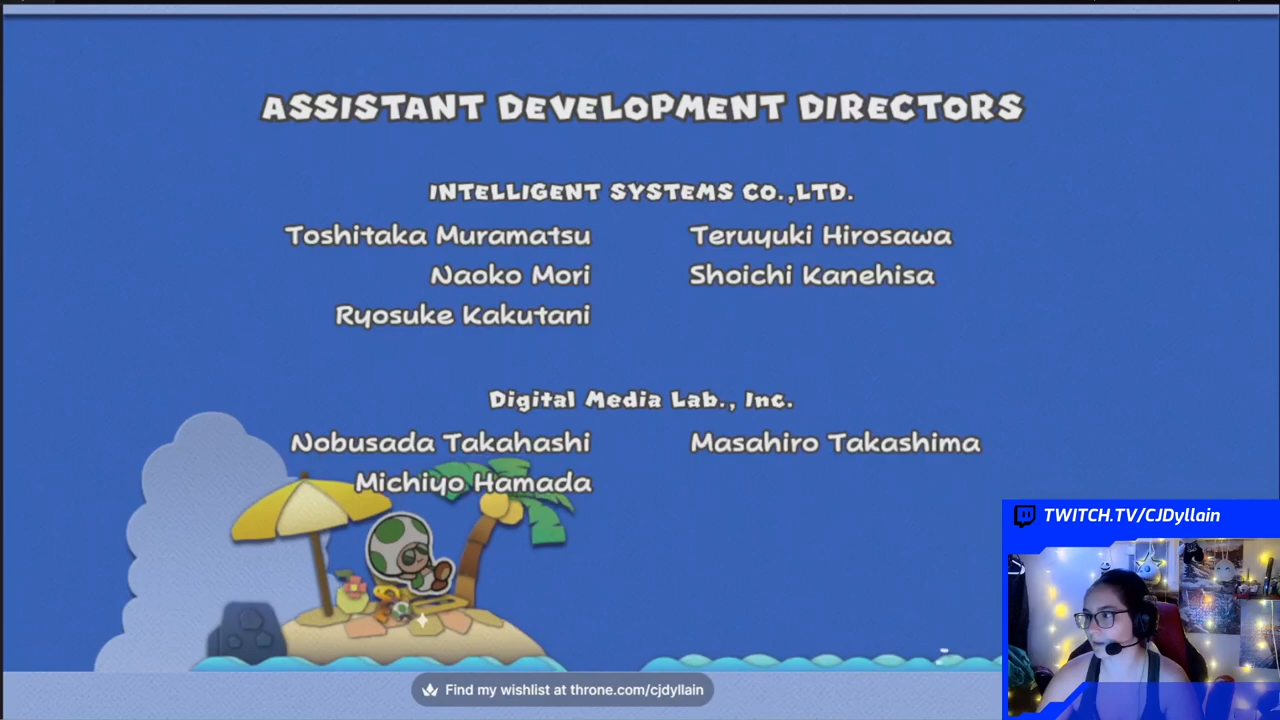 ASSISTANT DEVELOPMENT DIRECTORS
INTELLIGENT SYSTEMS CO.,LTD.
Toshitaka Muramatsu Teruyuki Hirosawa
Naoko Mori Shoichi Kanehisa
Ryosuke Kakutani
Digital Media Lab., Inc.
Nobusada Takahashi Masahiro Takashima
Michiyo Hamada
TWITCH.TV/CJDyllain
Find my wishlist at throne.com/cjdyllain